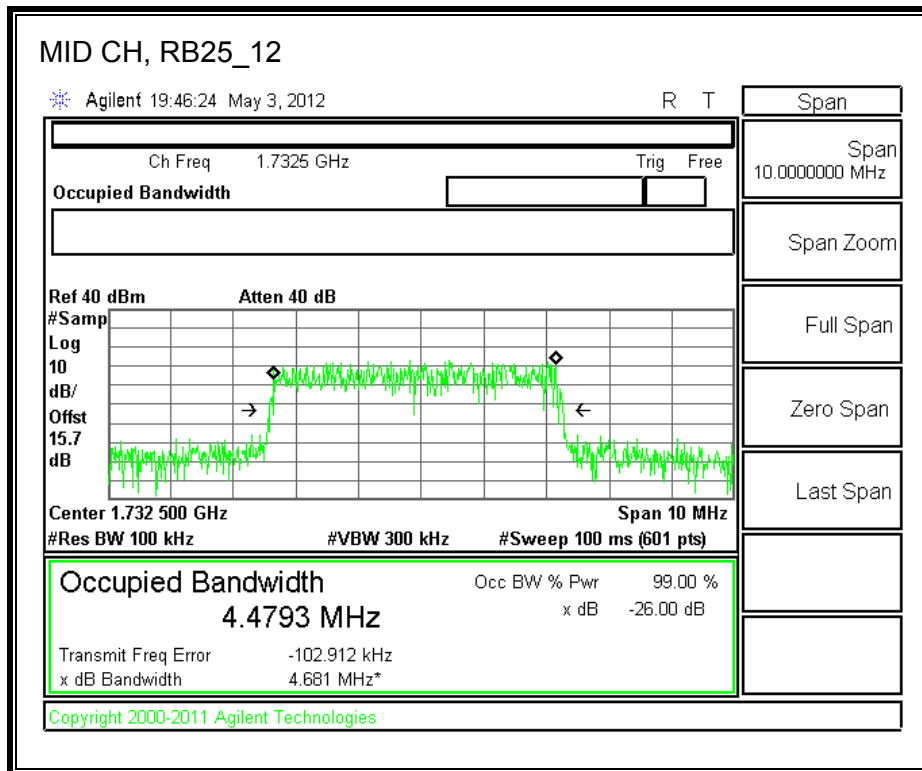 MID CH, RB25_12
Agilent 19:46:24 May 3, 2012 R T
Span
Ch Freq 1.7325 GHz Trig Free
Occupied Bandwidth
Span
10.0000000 MHz
Span Zoom
Full Span
Zero Span
Last Span
Ref 40 dBm Atten 40 dB
#Samp
Log
10
dB/
Offst
15.7
dB
Center 1.732 500 GHz Span 10 MHz
#Res BW 100 kHz #VBW 300 kHz #Sweep 100 ms (601 pts)
Occupied Bandwidth Occ BW % Pwr 99.00 %
4.4793 MHz x dB -26.00 dB
Transmit Freq Error -102.912 kHz
x dB Bandwidth 4.681 MHz*
Copyright 2000-2011 Agilent Technologies